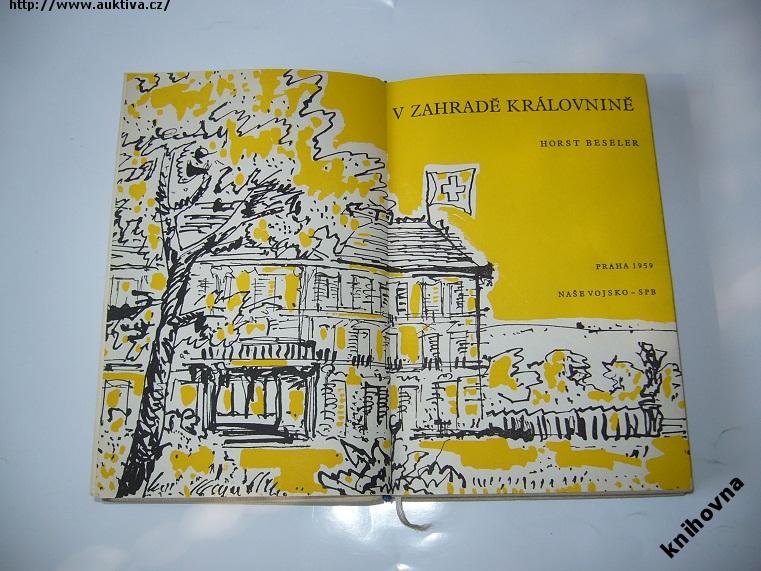 http://www.auktiva.cz/
V ZAHRADĚ KRÁLOVNINĚ
HORST BESELER
PRAHA 1959
NAŠE VOJSKO – SPB
knihovna